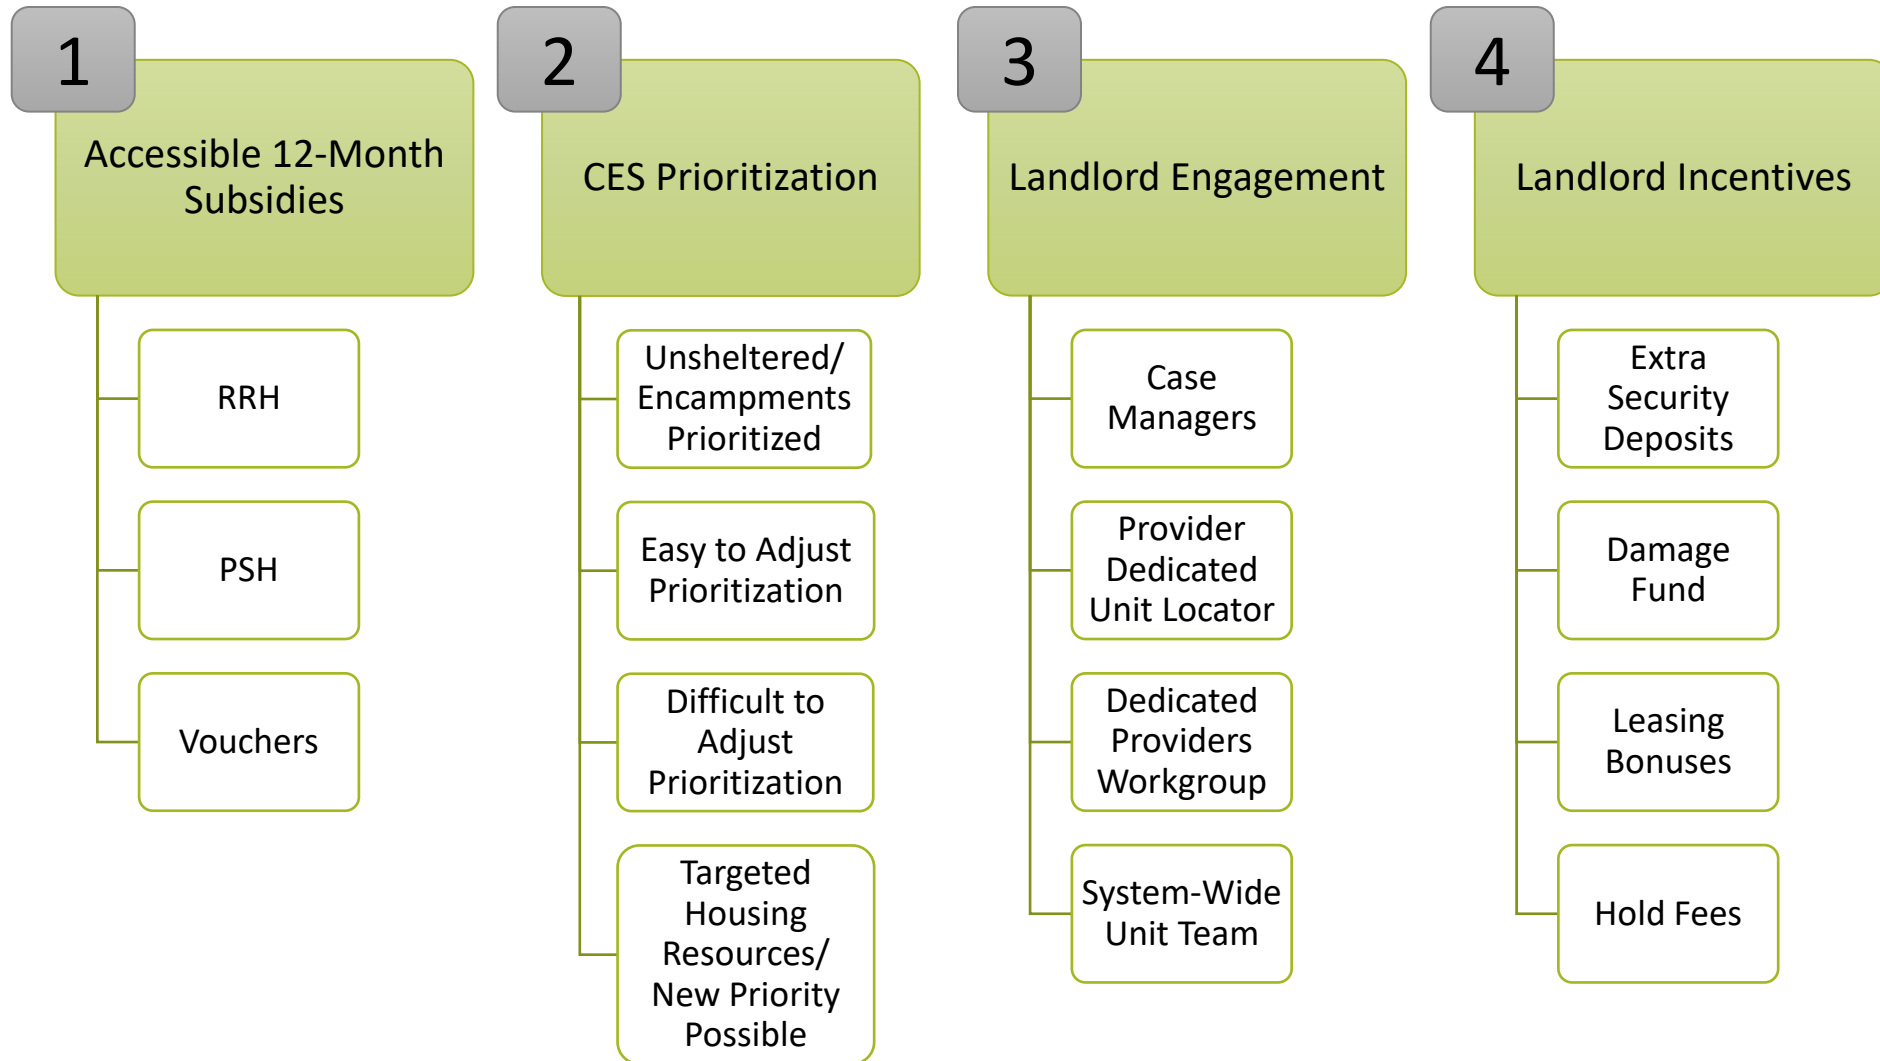 1
Accessible 12-Month
Subsidies
RRH
PSH
Vouchers
2
CES Prioritization
Unsheltered/
Encampments
Prioritized
Easy to Adjust
Prioritization
Difficult to
Adjust
Prioritization
Targeted
Housing
Resources/
New Priority
Possible
3
Landlord Engagement
Case
Managers
Provider
Dedicated
Unit Locator
Dedicated
Providers
Workgroup
System-Wide
Unit Team
4
Landlord Incentives
Extra
Security
Deposits
Damage
Fund
Leasing
Bonuses
Hold Fees